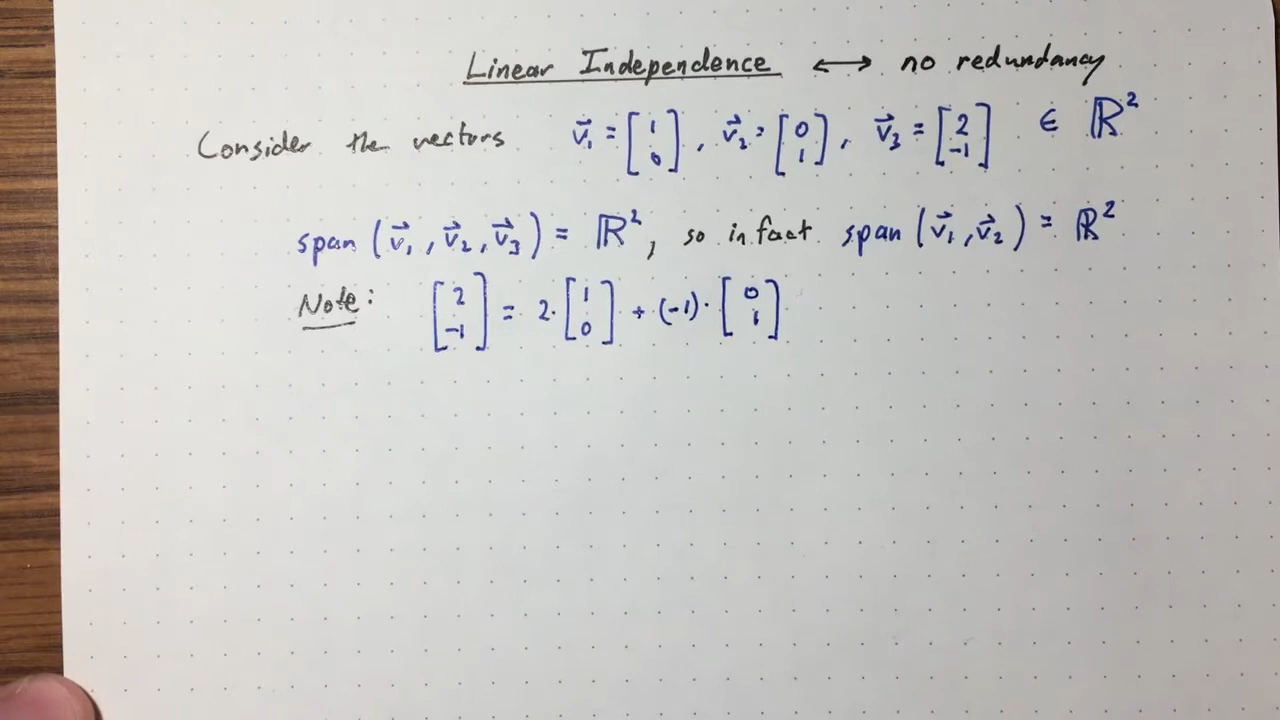 Linear Independence ↔ no redundancy
Consider the vectors v⃗₁ = [1 0], v⃗₂ = [0 1], v⃗₃ = [2 -1] ∈ ℝ²
span (v⃗₁, v⃗₂, v⃗₃) = ℝ², so in fact span (v⃗₁, v⃗₂) = ℝ²
Note: [2 -1] = 2·[1 0] + (-1)·[0 1]